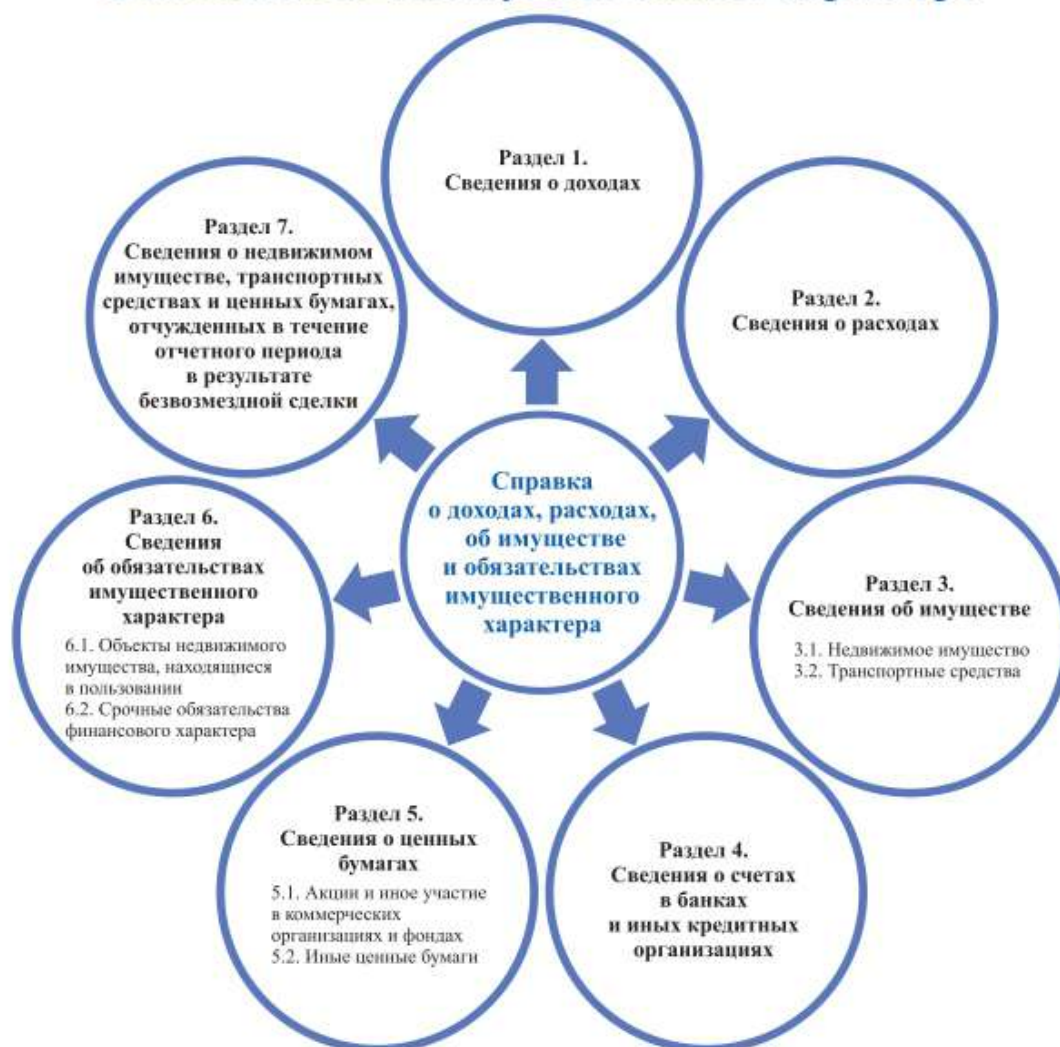 Справка
о доходах, расходах,
об имуществе
и обязательствах
имущественного
характера
Раздел 1.
Сведения о доходах
Раздел 2.
Сведения о расходах
Раздел 3.
Сведения об имуществе
3.1. Недвижимое имущество
3.2. Транспортные средства
Раздел 4.
Сведения о счетах
в банках
и иных кредитных
организациях
Раздел 5.
Сведения о ценных
бумагах
5.1. Акции и иное участие
в коммерческих
организациях и фондах
5.2. Иные ценные бумаги
Раздел 6.
Сведения
об обязательствах
имущественного
характера
6.1. Объекты недвижимого
имущества, находящиеся
в пользовании
6.2. Срочные обязательства
финансового характера
Раздел 7.
Сведения о недвижимом
имуществе, транспортных
средствах и ценных бумагах,
отчужденных в течение
отчетного периода
в результате
безвозмездной сделки